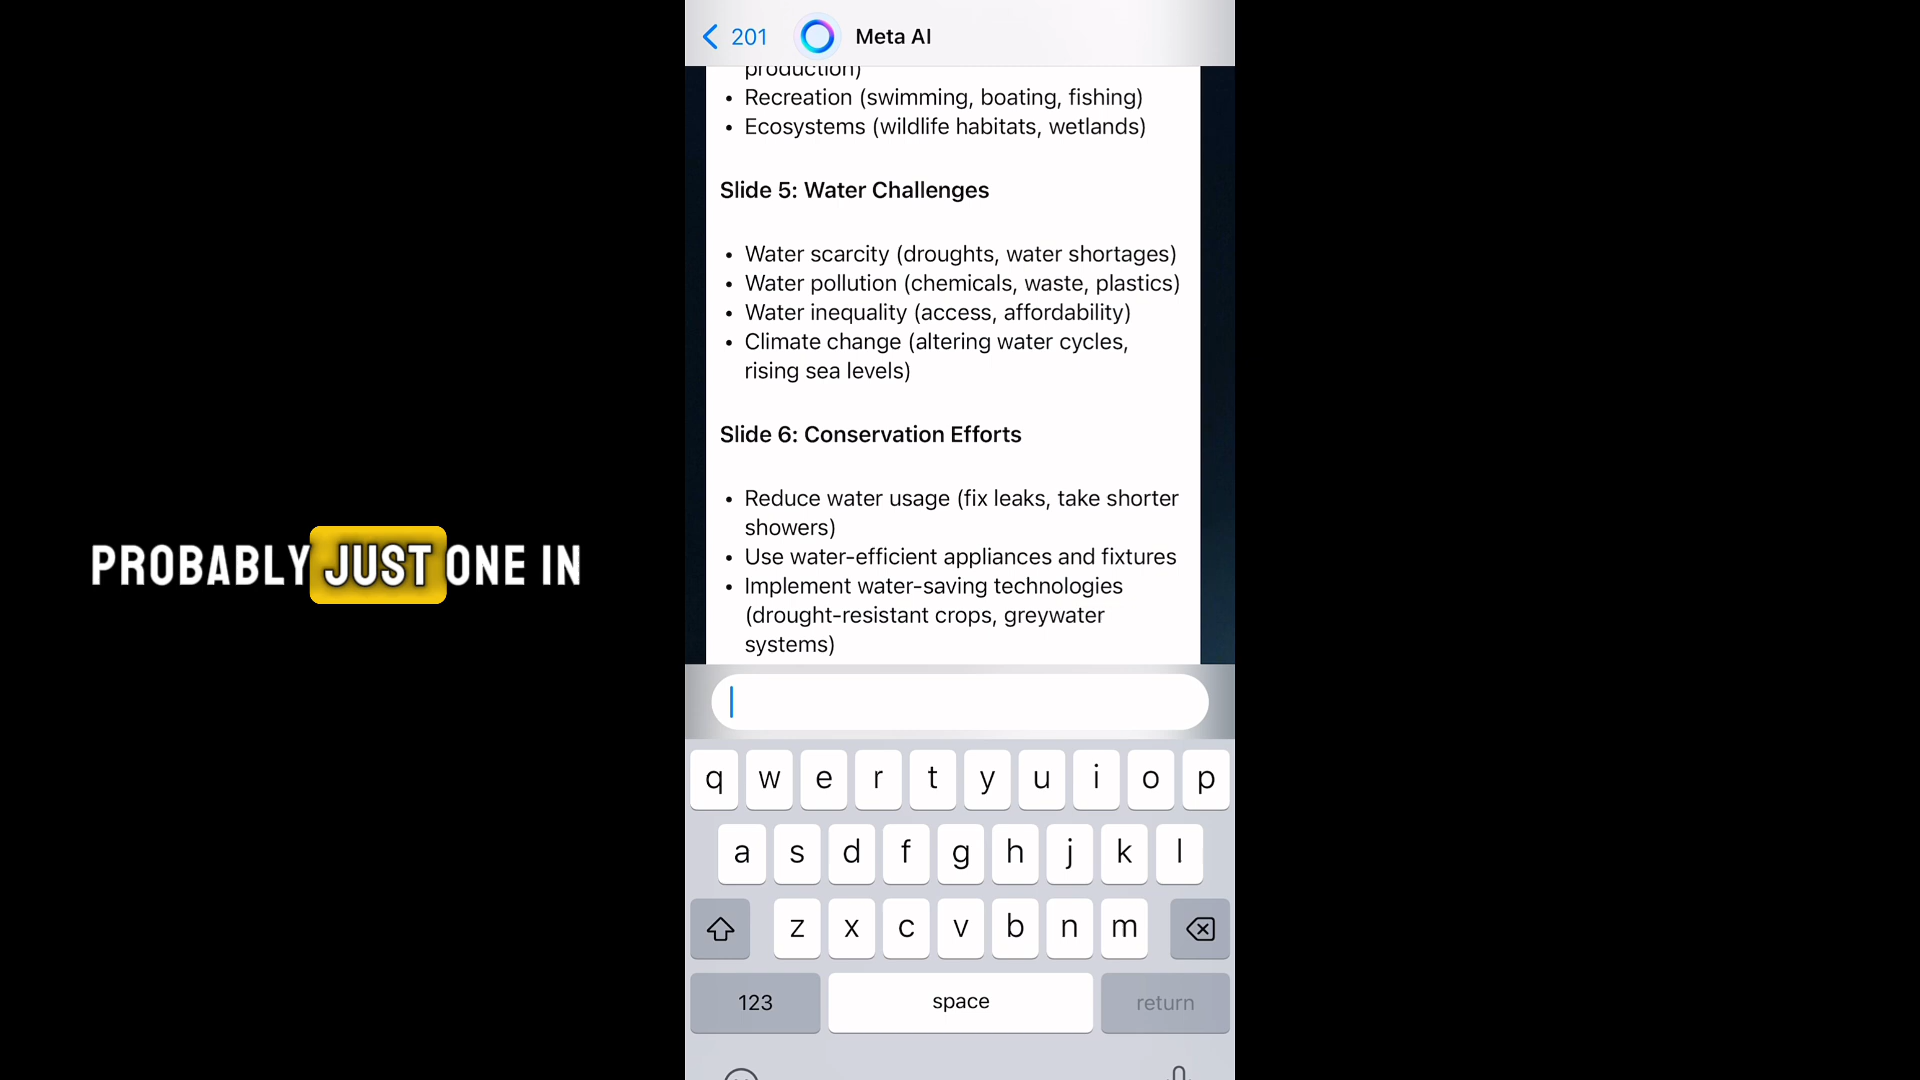 201
Meta AI
production)
• Recreation (swimming, boating, fishing)
• Ecosystems (wildlife habitats, wetlands)
Slide 5: Water Challenges
• Water scarcity (droughts, water shortages)
• Water pollution (chemicals, waste, plastics)
• Water inequality (access, affordability)
• Climate change (altering water cycles,
rising sea levels)
Slide 6: Conservation Efforts
• Reduce water usage (fix leaks, take shorter
showers)
• Use water-efficient appliances and fixtures
• Implement water-saving technologies
(drought-resistant crops, greywater
systems)
PROBABLY JUST ONE IN
q w e r t y u i o p
a s d f g h j k l
z x c v b n m
123 space return